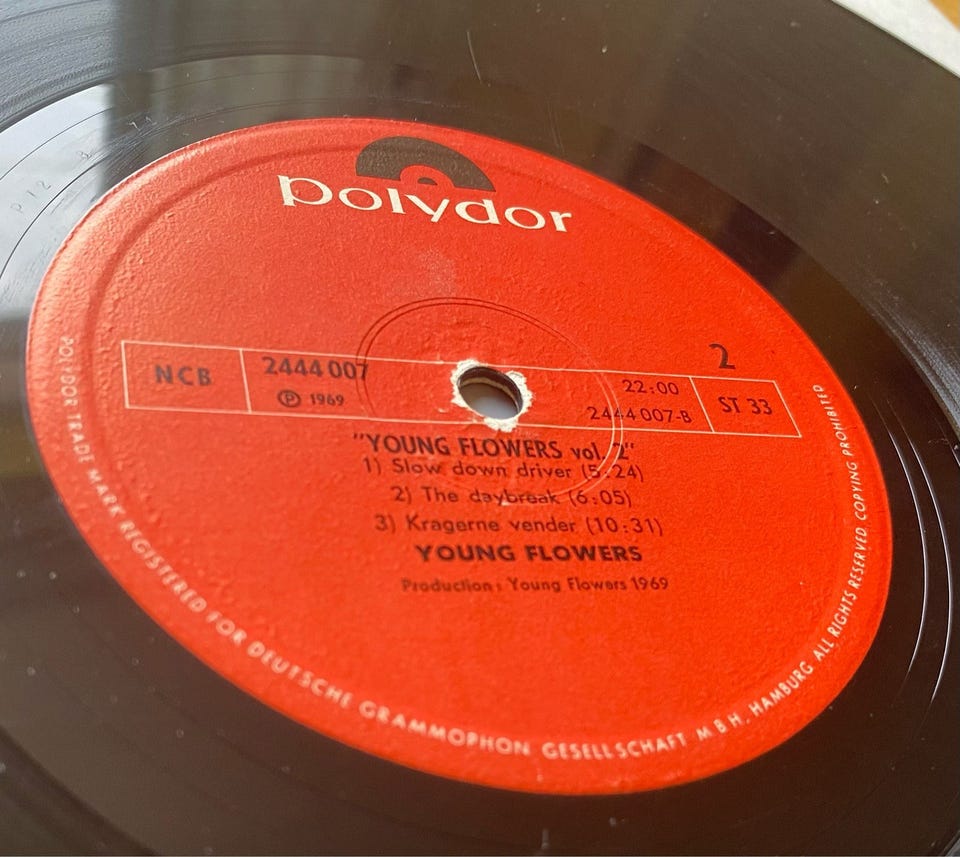 polydor
2
NCB
2444 007
℗ 1969
22:00
2444 007-B
ST 33
"YOUNG FLOWERS vol. 2"
1) Slow down driver (5:24)
2) The daybreak (6:05)
3) Kragerne vender (10:31)
YOUNG FLOWERS
Production: Young Flowers 1969
POLYDOR TRADE MARK REGISTERED FOR DEUTSCHE GRAMMOPHON GESELLSCHAFT M B H, HAMBURG ALL RIGHTS RESERVED. COPYING PROHIBITED